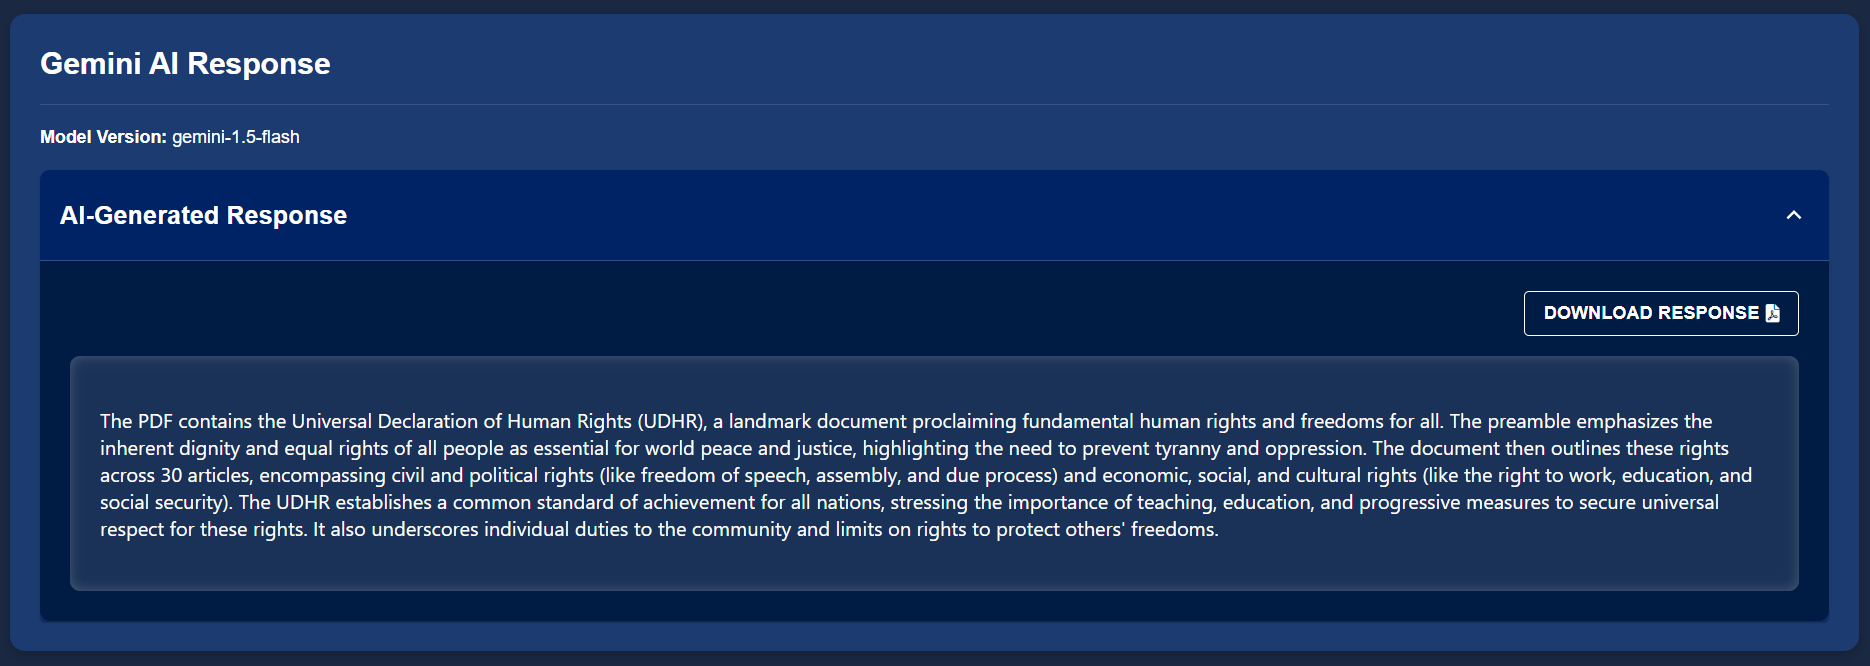 Gemini AI Response
Model Version: gemini-1.5-flash
AI-Generated Response
DOWNLOAD RESPONSE
The PDF contains the Universal Declaration of Human Rights (UDHR), a landmark document proclaiming fundamental human rights and freedoms for all. The preamble emphasizes the
inherent dignity and equal rights of all people as essential for world peace and justice, highlighting the need to prevent tyranny and oppression. The document then outlines these rights
across 30 articles, encompassing civil and political rights (like freedom of speech, assembly, and due process) and economic, social, and cultural rights (like the right to work, education, and
social security). The UDHR establishes a common standard of achievement for all nations, stressing the importance of teaching, education, and progressive measures to secure universal
respect for these rights. It also underscores individual duties to the community and limits on rights to protect others' freedoms.